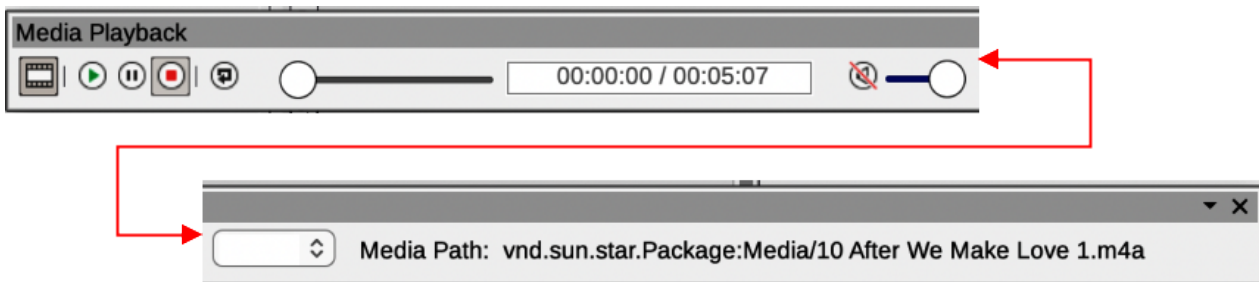 Media Playback
00:00:00 / 00:05:07
Media Path: vnd.sun.star.Package:Media/10 After We Make Love 1.m4a